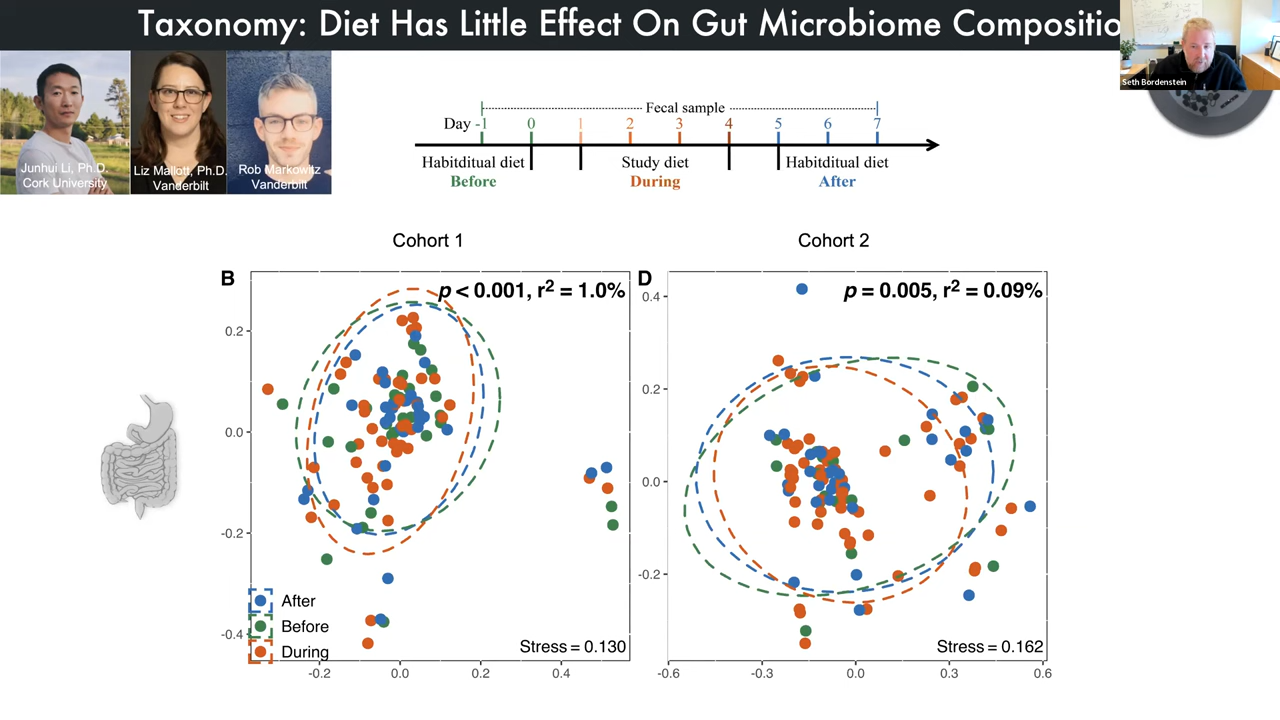 Taxonomy: Diet Has Little Effect On Gut Microbiome Compositio
Seth Bordenstein
Junhui Li, Ph.D.
Cork University
Liz Mallott, Ph.D.
Vanderbilt
Rob Markowitz
Vanderbilt
Fecal sample
Day -1 0 1 2 3 4 5 6 7
Habitditual diet Study diet Habitditual diet
Before During After
Cohort 1
Cohort 2
B
p < 0.001, r² = 1.0%
0.2
0.0
-0.2
-0.4
After
Before
During
Stress = 0.130
-0.2 0.0 0.2 0.4
D
p = 0.005, r² = 0.09%
0.4
0.2
0.0
-0.2
Stress = 0.162
-0.6 -0.3 0.0 0.3 0.6